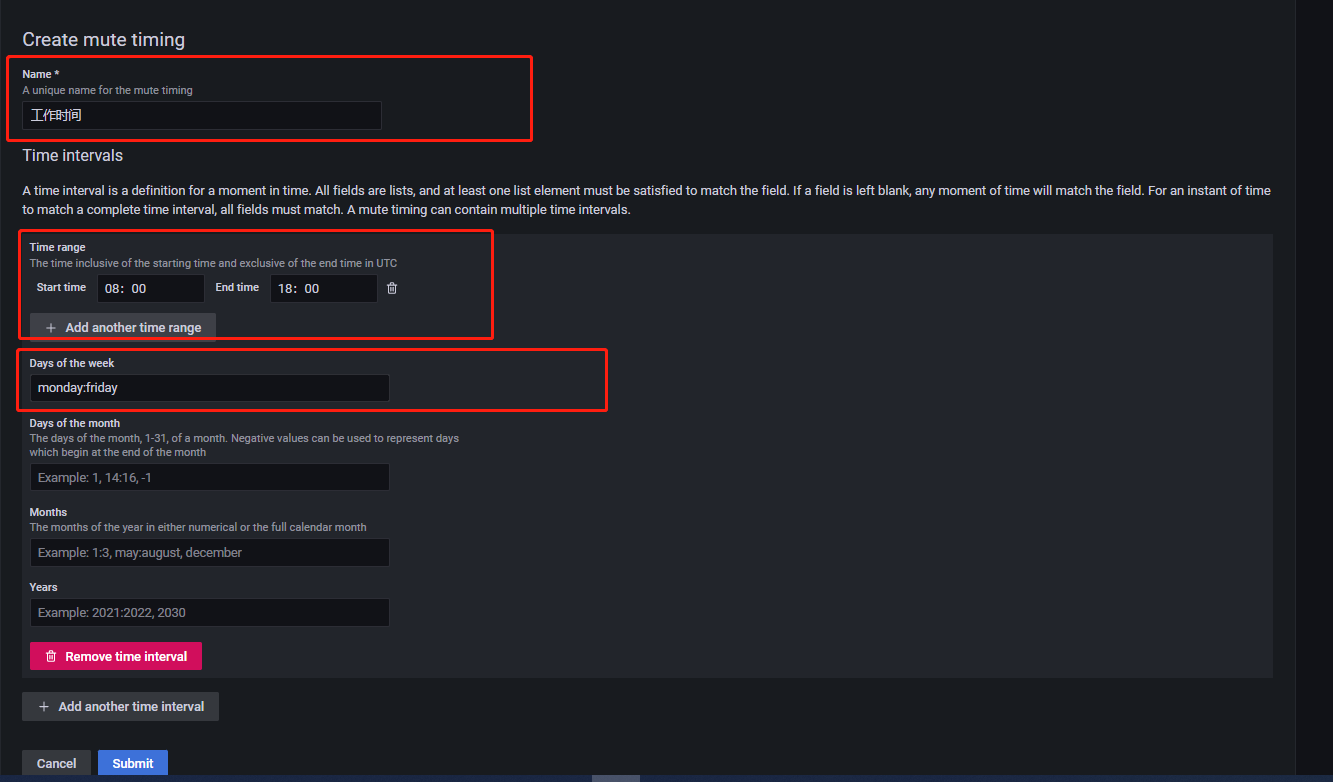 Create mute timing
Name *
A unique name for the mute timing
工作时间
Time intervals
A time interval is a definition for a moment in time. All fields are lists, and at least one list element must be satisfied to match the field. If a field is left blank, any moment of time will match the field. For an instant of time
to match a complete time interval, all fields must match. A mute timing can contain multiple time intervals.
Time range
The time inclusive of the starting time and exclusive of the end time in UTC
Start time 08：00 End time 18：00
+ Add another time range
Days of the week
monday:friday
Days of the month
The days of the month, 1-31, of a month. Negative values can be used to represent days
which begin at the end of the month
Example: 1, 14:16, -1
Months
The months of the year in either numerical or the full calendar month
Example: 1:3, may:august, december
Years
Example: 2021:2022, 2030
Remove time interval
+ Add another time interval
Cancel Submit